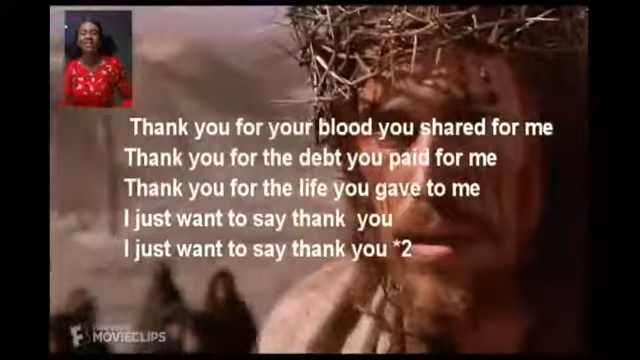 Thank you for your blood you shared for me
Thank you for the debt you paid for me
Thank you for the life you gave to me
I just want to say thank you
I just want to say thank you *2
MOVIECLIPS